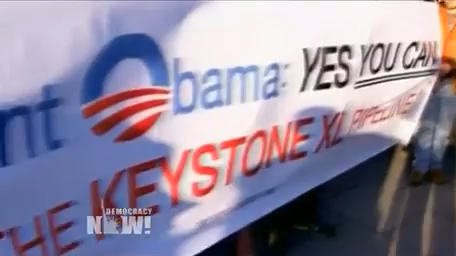 nt Obama: YES YOU CAN
THE KEYSTONE XL PIPELINE
DEMOCRACY
NOW!